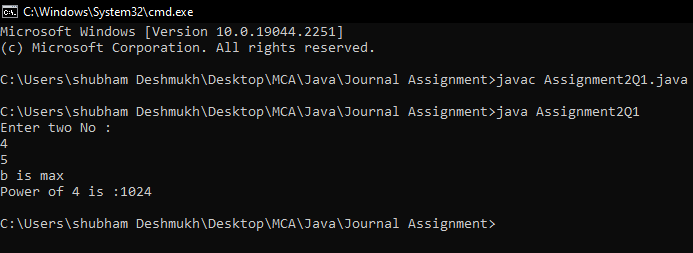 C:\Windows\System32\cmd.exe
Microsoft Windows [Version 10.0.19044.2251]
(c) Microsoft Corporation. All rights reserved.
C:\Users\shubham Deshmukh\Desktop\MCA\Java\Journal Assignment>javac Assignment2Q1.java
C:\Users\shubham Deshmukh\Desktop\MCA\Java\Journal Assignment>java Assignment2Q1
Enter two No :
4
5
b is max
Power of 4 is :1024
C:\Users\shubham Deshmukh\Desktop\MCA\Java\Journal Assignment>